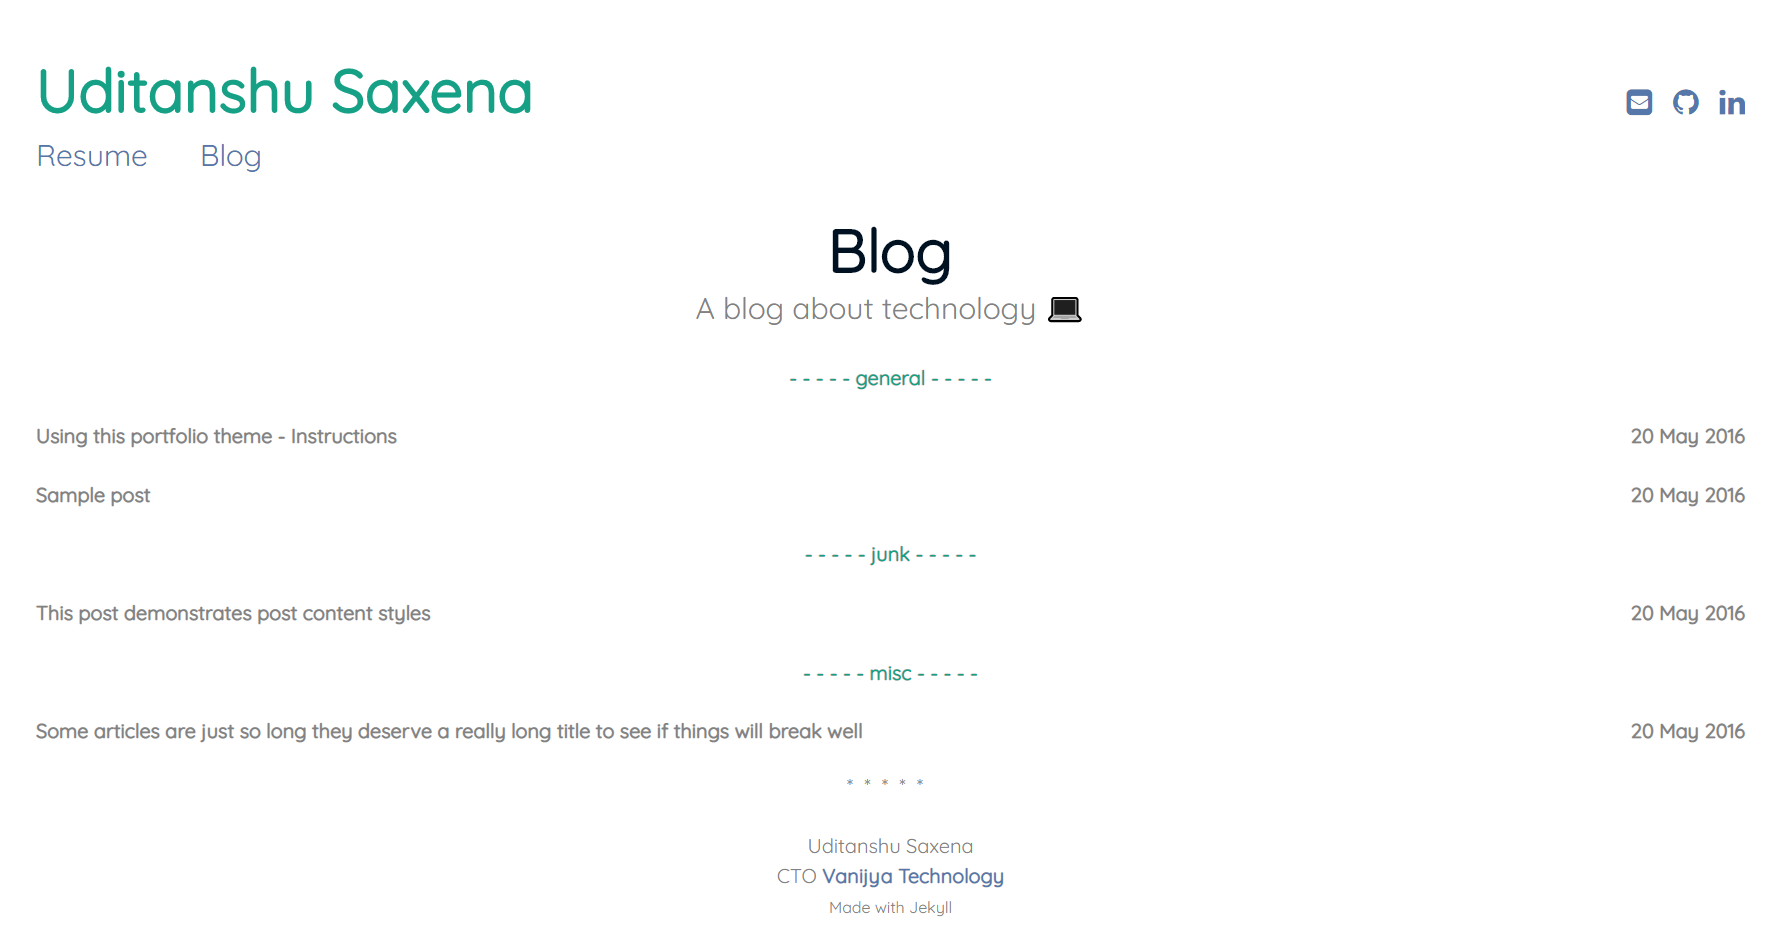 Uditanshu Saxena
Resume Blog
Blog
A blog about technology
- - - - - general - - - - -
Using this portfolio theme - Instructions 20 May 2016
Sample post 20 May 2016
- - - - - junk - - - - -
This post demonstrates post content styles 20 May 2016
- - - - - misc - - - - -
Some articles are just so long they deserve a really long title to see if things will break well 20 May 2016
* * * * *
Uditanshu Saxena
CTO Vanijya Technology
Made with Jekyll